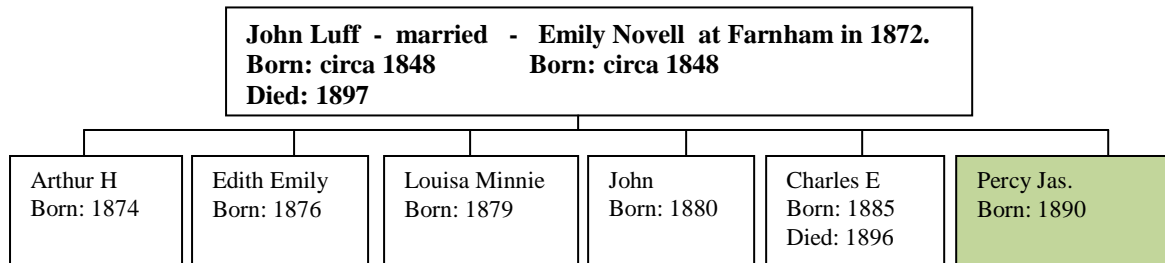 John Luff - married - Emily Novell at Farnham in 1872.
Born: circa 1848 Born: circa 1848
Died: 1897
Arthur H
Born: 1874
Edith Emily
Born: 1876
Louisa Minnie
Born: 1879
John
Born: 1880
Charles E
Born: 1885
Died: 1896
Percy Jas.
Born: 1890